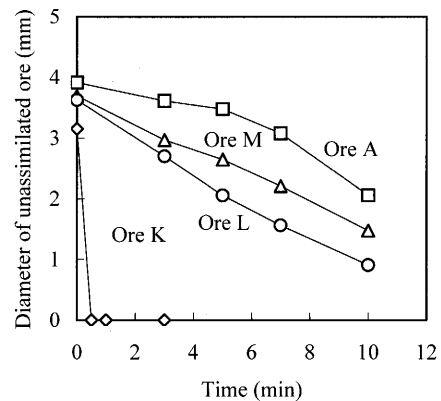 Diameter of unassimilated ore (mm)
5
4
3
2
1
0
Ore M
Ore A
Ore L
Ore K
0 2 4 6 8 10 12
Time (min)